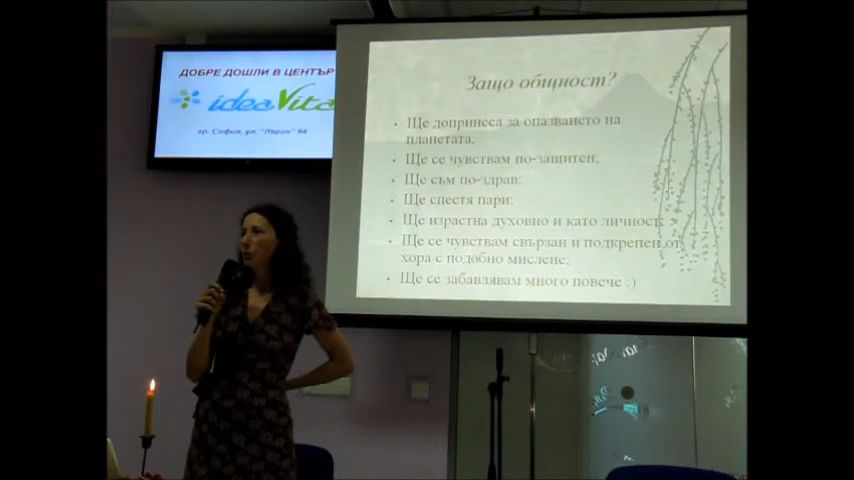 ДОБРЕ ДОШЛИ В ЦЕНТЪР
ideaVita
гр. София, ул. "Лерин" 64
Защо общност?
• Ще допринеса за опазването на
планетата;
• Ще се чувствам по-защитен;
• Ще съм по-здрав;
• Ще спестя пари;
• Ще израстна духовно и като личност;
• Ще се чувствам свързан и подкрепен от
хора с подобно мислене;
• Ще се забавлявам много повече :)